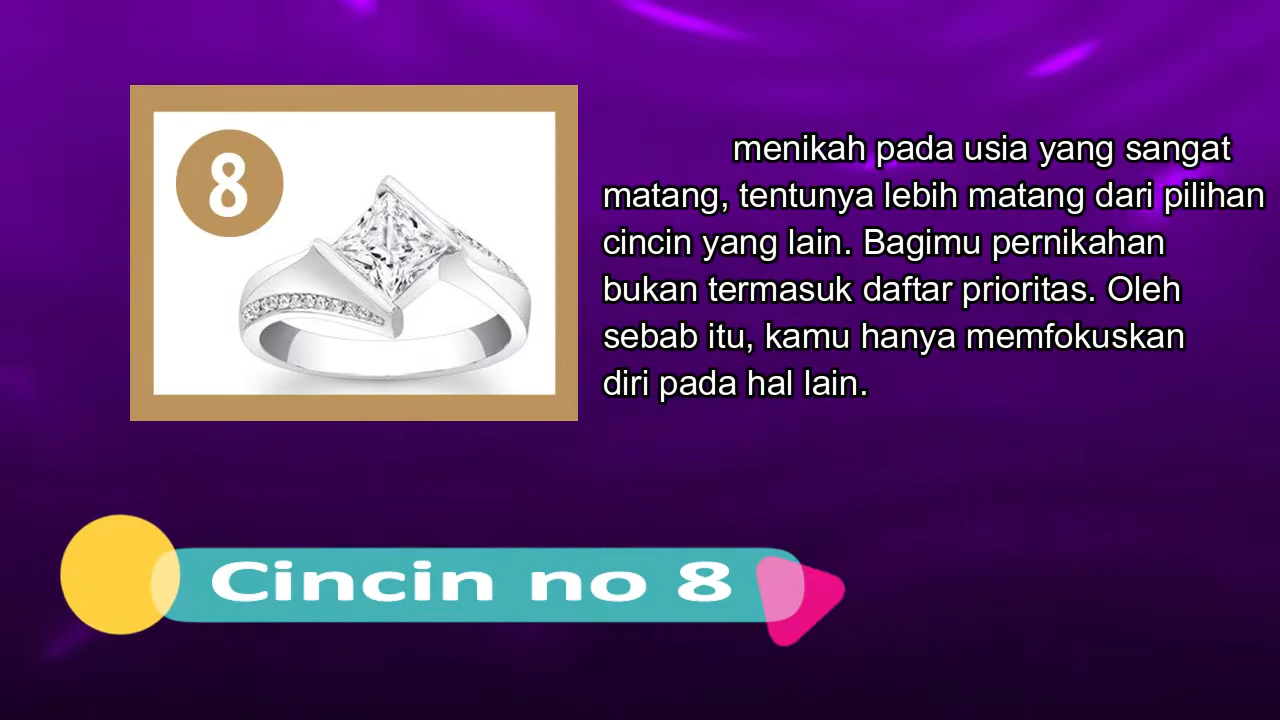 8
menikah pada usia yang sangat
matang, tentunya lebih matang dari pilihan
cincin yang lain. Bagimu pernikahan
bukan termasuk daftar prioritas. Oleh
sebab itu, kamu hanya memfokuskan
diri pada hal lain.
Cincin no 8